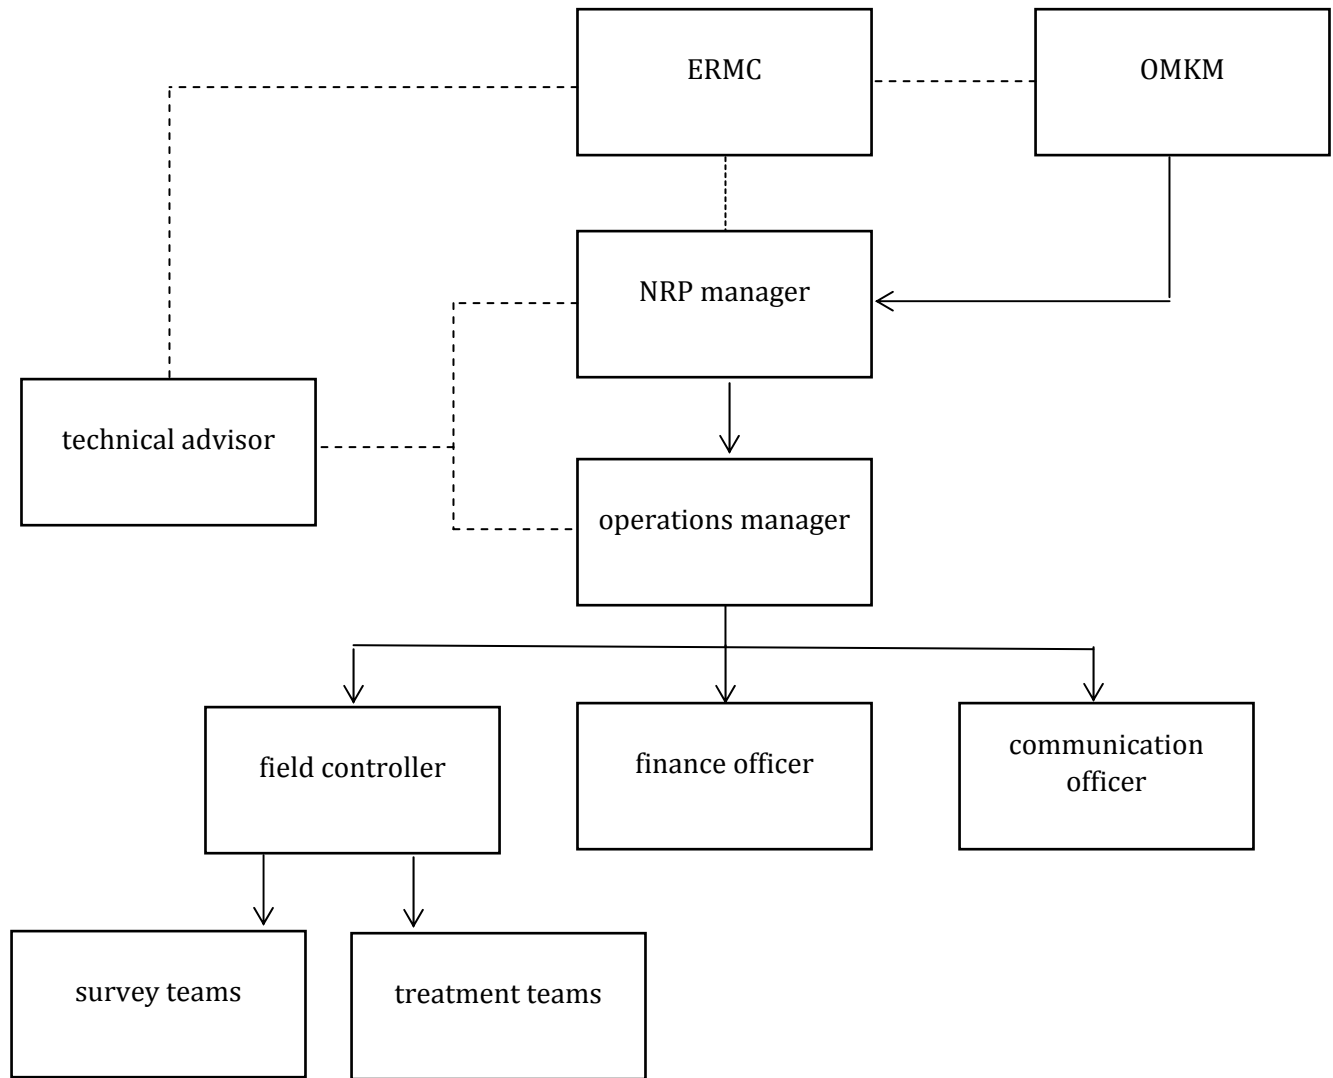 ERMC
OMKM
NRP manager
technical advisor
operations manager
field controller
finance officer
communication
officer
survey teams
treatment teams